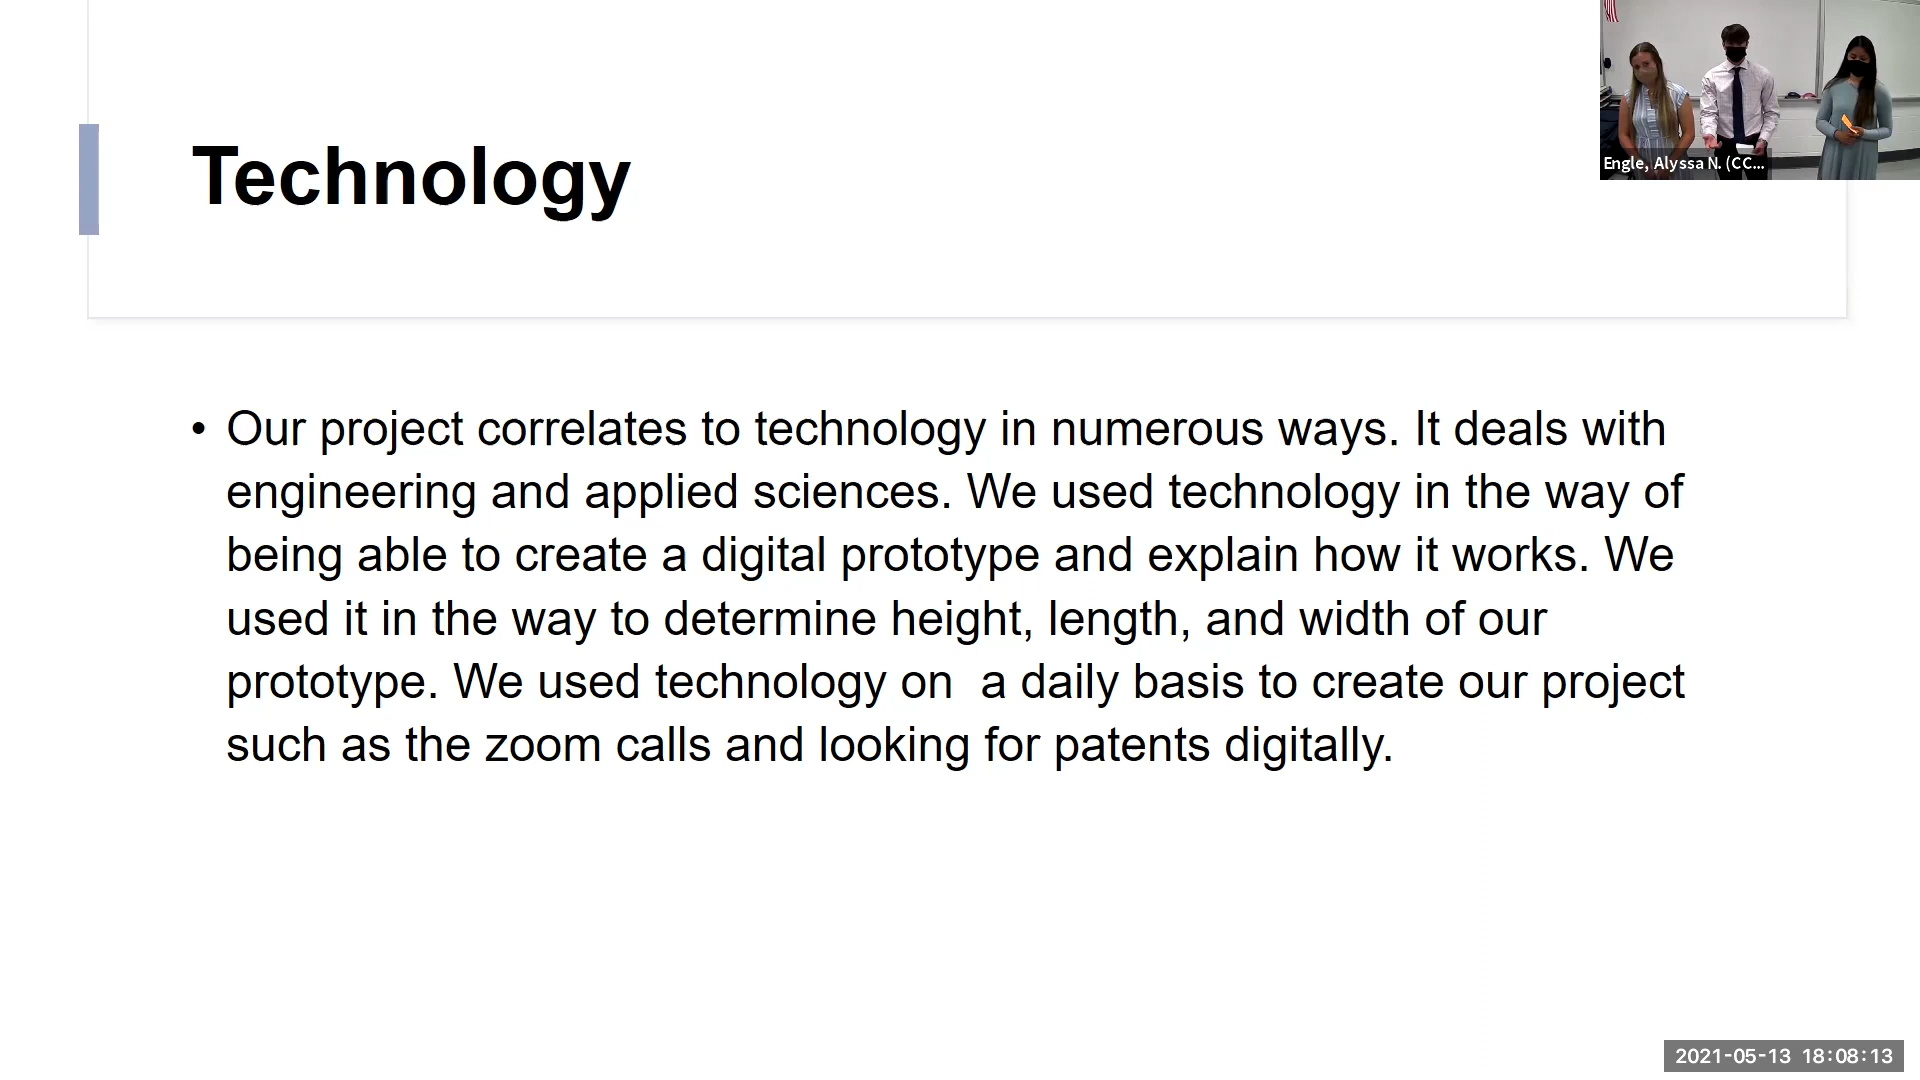 Technology
Engle, Alyssa N. (CC...
• Our project correlates to technology in numerous ways. It deals with
engineering and applied sciences. We used technology in the way of
being able to create a digital prototype and explain how it works. We
used it in the way to determine height, length, and width of our
prototype. We used technology on  a daily basis to create our project
such as the zoom calls and looking for patents digitally.
2021-05-13 18:08:13